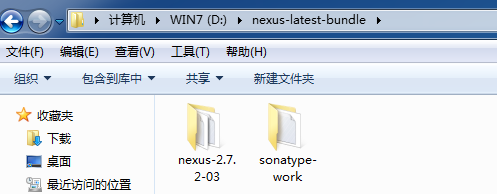 计算机 ▸ WIN7 (D:) ▸ nexus-latest-bundle ▸
文件(F) 编辑(E) 查看(V) 工具(T) 帮助(H)
组织 包含到库中 共享 新建文件夹
收藏夹
下载
桌面
最近访问的位置
nexus-2.7.
2-03
sonatype-
work